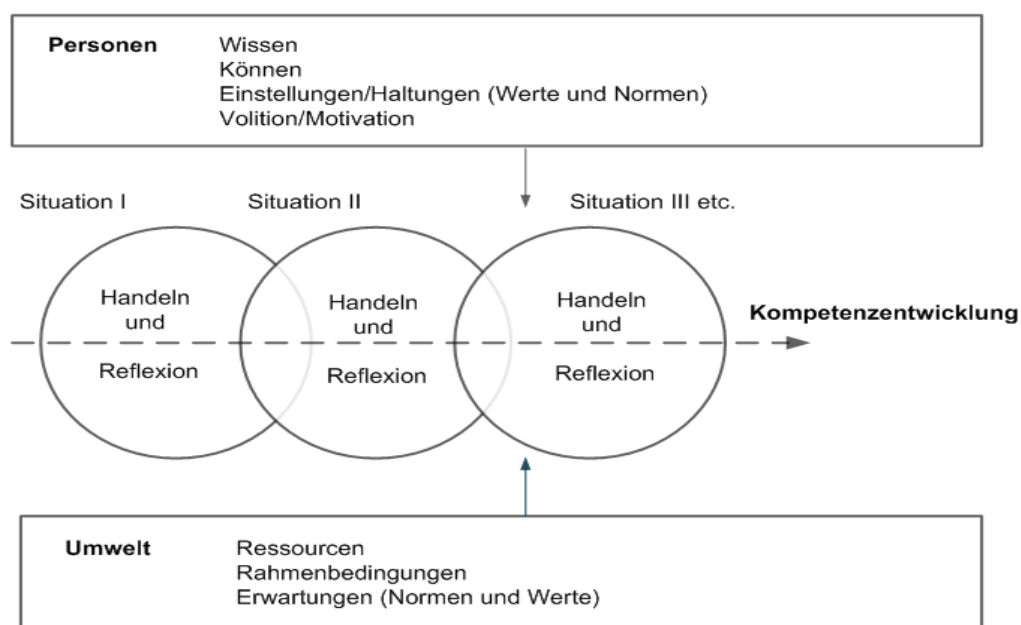 Personen Wissen
Können
Einstellungen/Haltungen (Werte und Normen)
Volition/Motivation
Situation I Situation II Situation III etc.
Handeln
und
Reflexion
Handeln
und
Reflexion
Handeln
und
Reflexion
Kompetenzentwicklung
Umwelt Ressourcen
Rahmenbedingungen
Erwartungen (Normen und Werte)